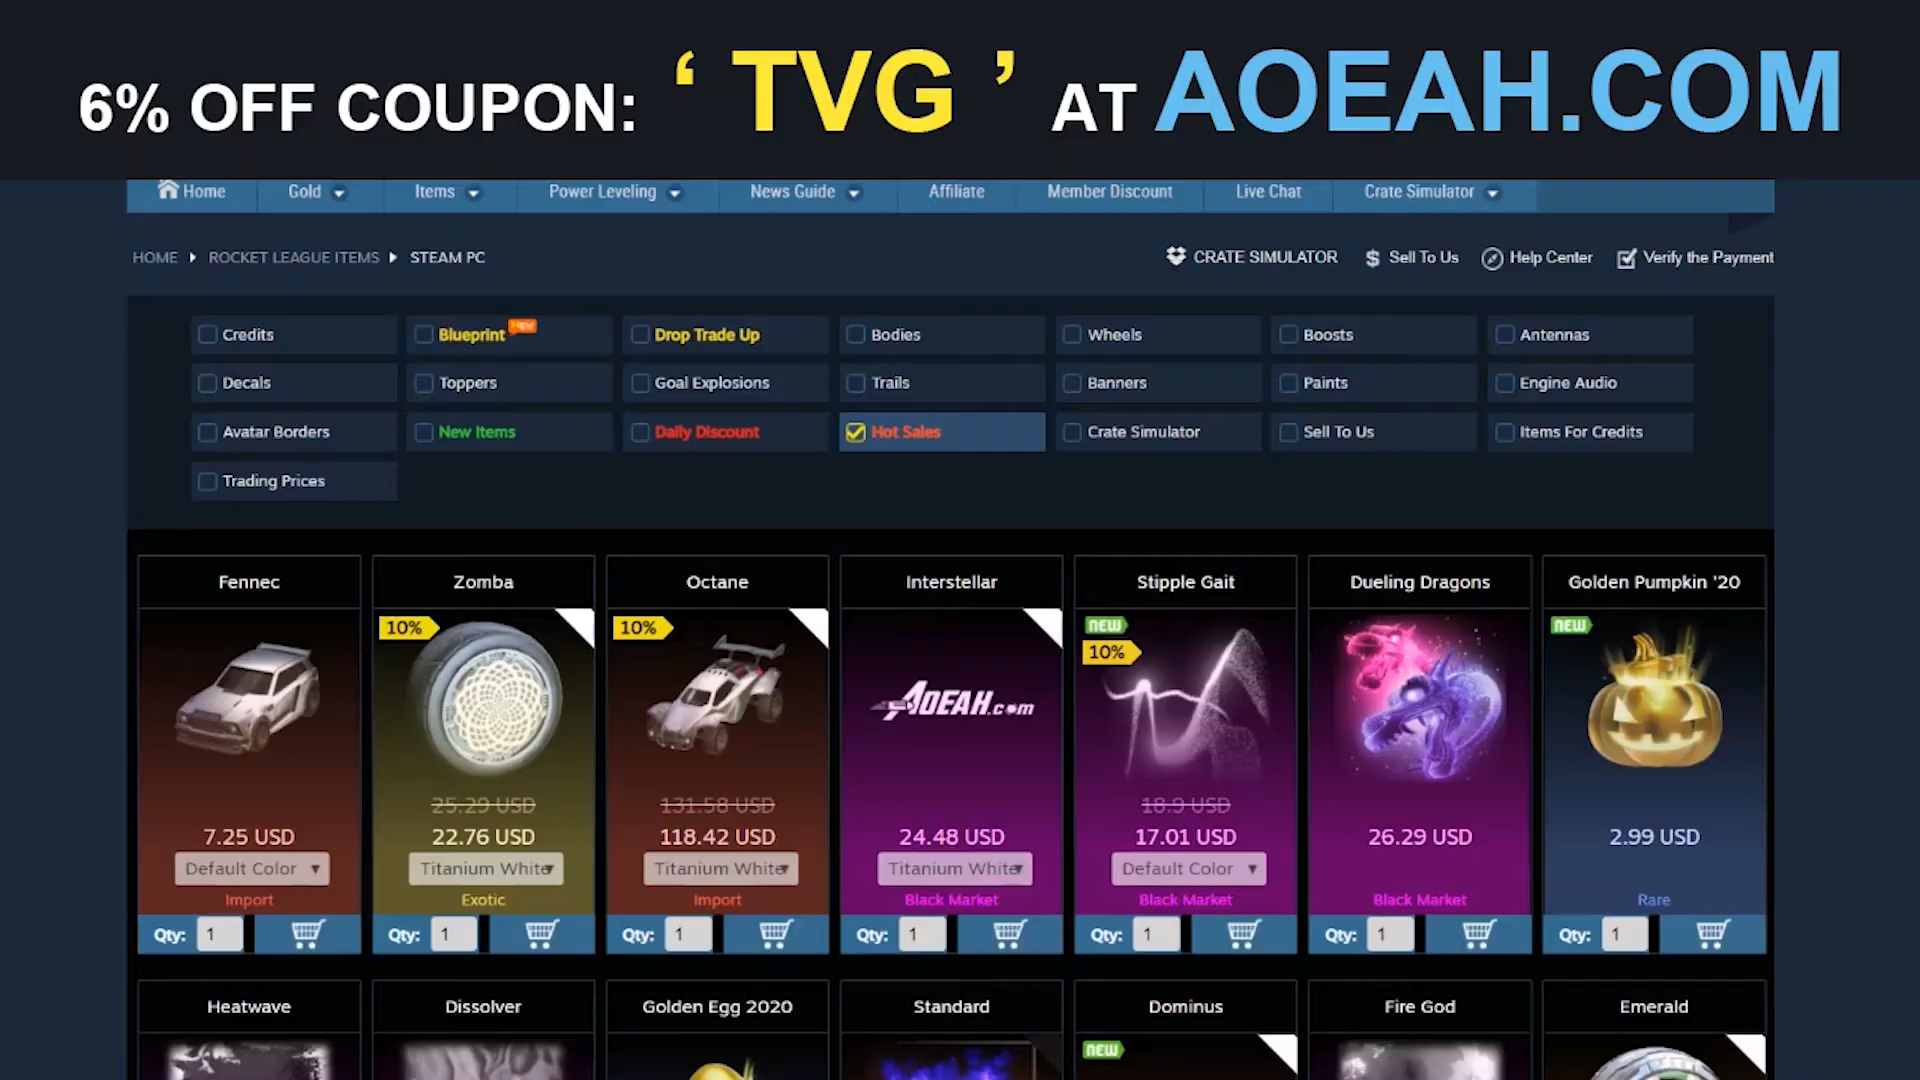 6% OFF COUPON: ‘ TVG ’ AT AOEAH.COM
Home Gold Items Power Leveling News Guide Affiliate Member Discount Live Chat Crate Simulator
HOME ROCKET LEAGUE ITEMS STEAM PC CRATE SIMULATOR Sell To Us Help Center Verify the Payment
Credits Blueprint New Drop Trade Up Bodies Wheels Boosts Antennas
Decals Toppers Goal Explosions Trails Banners Paints Engine Audio
Avatar Borders New Items Daily Discount Hot Sales Crate Simulator Sell To Us Items For Credits
Trading Prices
Fennec Zomba Octane Interstellar Stipple Gait Dueling Dragons Golden Pumpkin '20
10% 10% NEW NEW
10%
AOEAH.com
25.29 USD 131.58 USD 18.9 USD
7.25 USD 22.76 USD 118.42 USD 24.48 USD 17.01 USD 26.29 USD 2.99 USD
Default Color Titanium White Titanium White Titanium White Default Color
Import Exotic Import Black Market Black Market Black Market Rare
Qty: 1 Qty: 1 Qty: 1 Qty: 1 Qty: 1 Qty: 1 Qty: 1
Heatwave Dissolver Golden Egg 2020 Standard Dominus Fire God Emerald
NEW